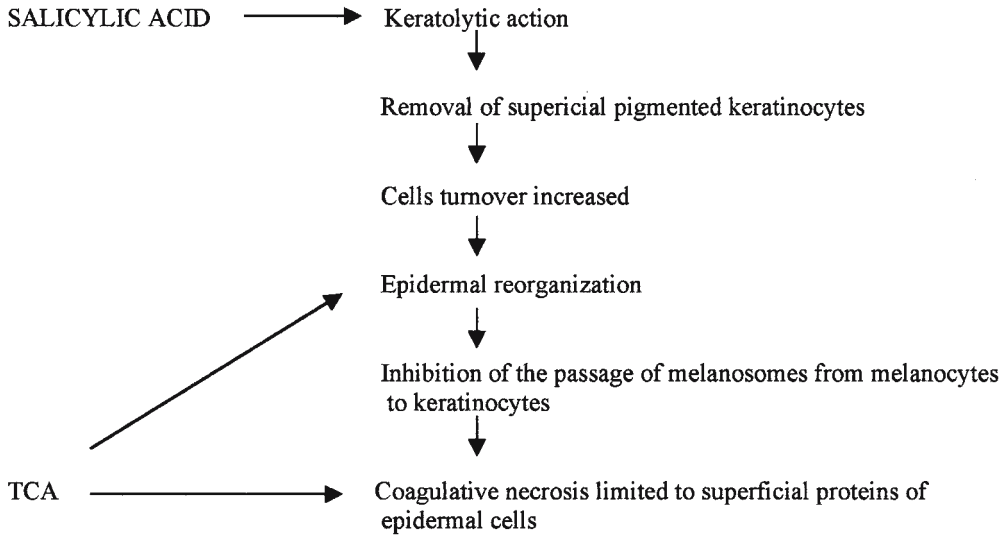 SALICYLIC ACID
Keratolytic action
Removal of supericial pigmented keratinocytes
Cells turnover increased
Epidermal reorganization
Inhibition of the passage of melanosomes from melanocytes
to keratinocytes
TCA
Coagulative necrosis limited to superficial proteins of
epidermal cells